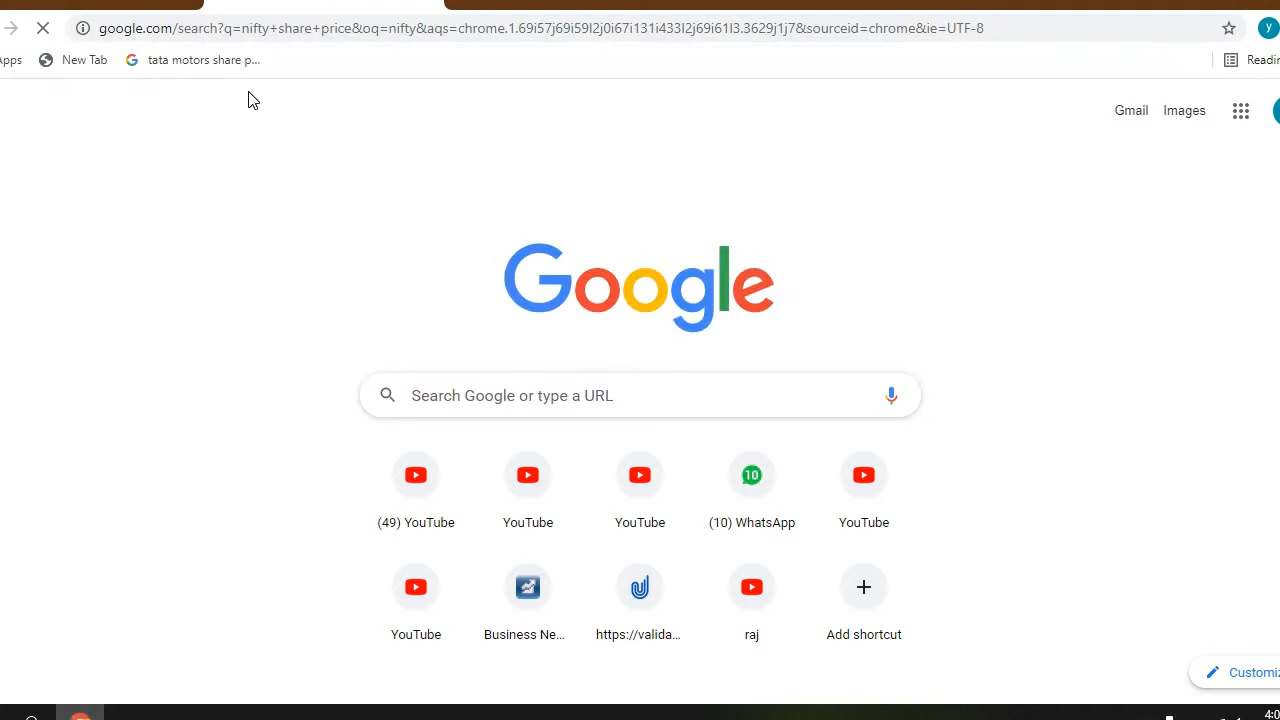 google.com/search?q=nifty+share+price&oq=nifty&aqs=chrome.1.69i57j69i59l2j0i67i131i433l2j69i61l3.3629j1j7&sourceid=chrome&ie=UTF-8
y
New Tab
tata motors share p...
Gmail
Images
Google
Search Google or type a URL
10
(49) YouTube
YouTube
YouTube
(10) WhatsApp
YouTube
YouTube
Business Ne...
https://valida...
raj
Add shortcut